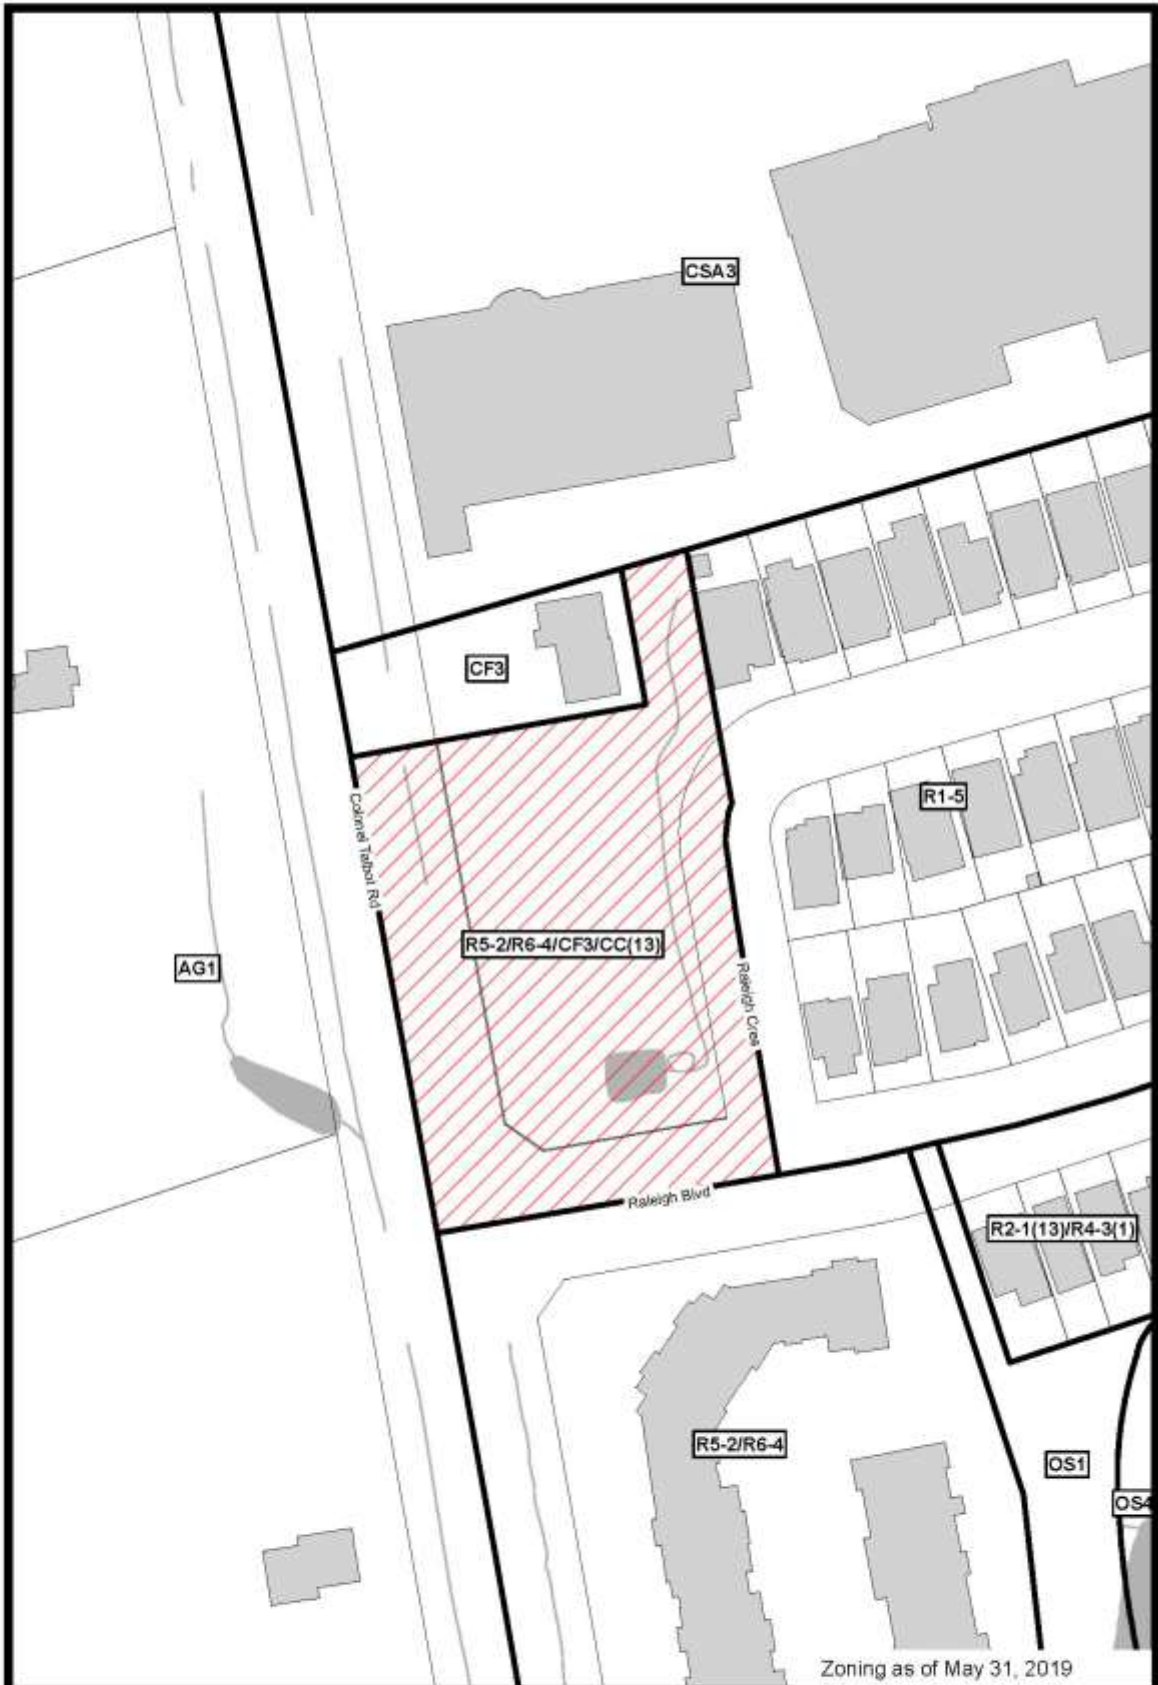 CSA3
CF3
R1-5
Colonel Talbot Rd
R5-2/R6-4/CF3/CC(13)
AG1
Raleigh Cres
Raleigh Blvd
R2-1(13)/R4-3(1)
R5-2/R6-4
OS1
OS4
Zoning as of May 31, 2019